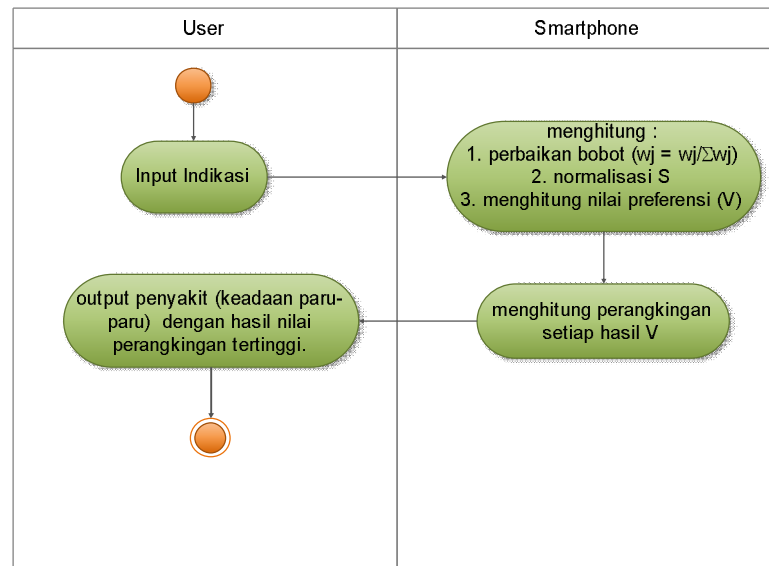 User
Smartphone
Input Indikasi
menghitung :
1. perbaikan bobot (wj = wj/∑wj)
2. normalisasi S
3. menghitung nilai preferensi (V)
menghitung perangkingan
setiap hasil V
output penyakit (keadaan paru-
paru) dengan hasil nilai
perangkingan tertinggi.